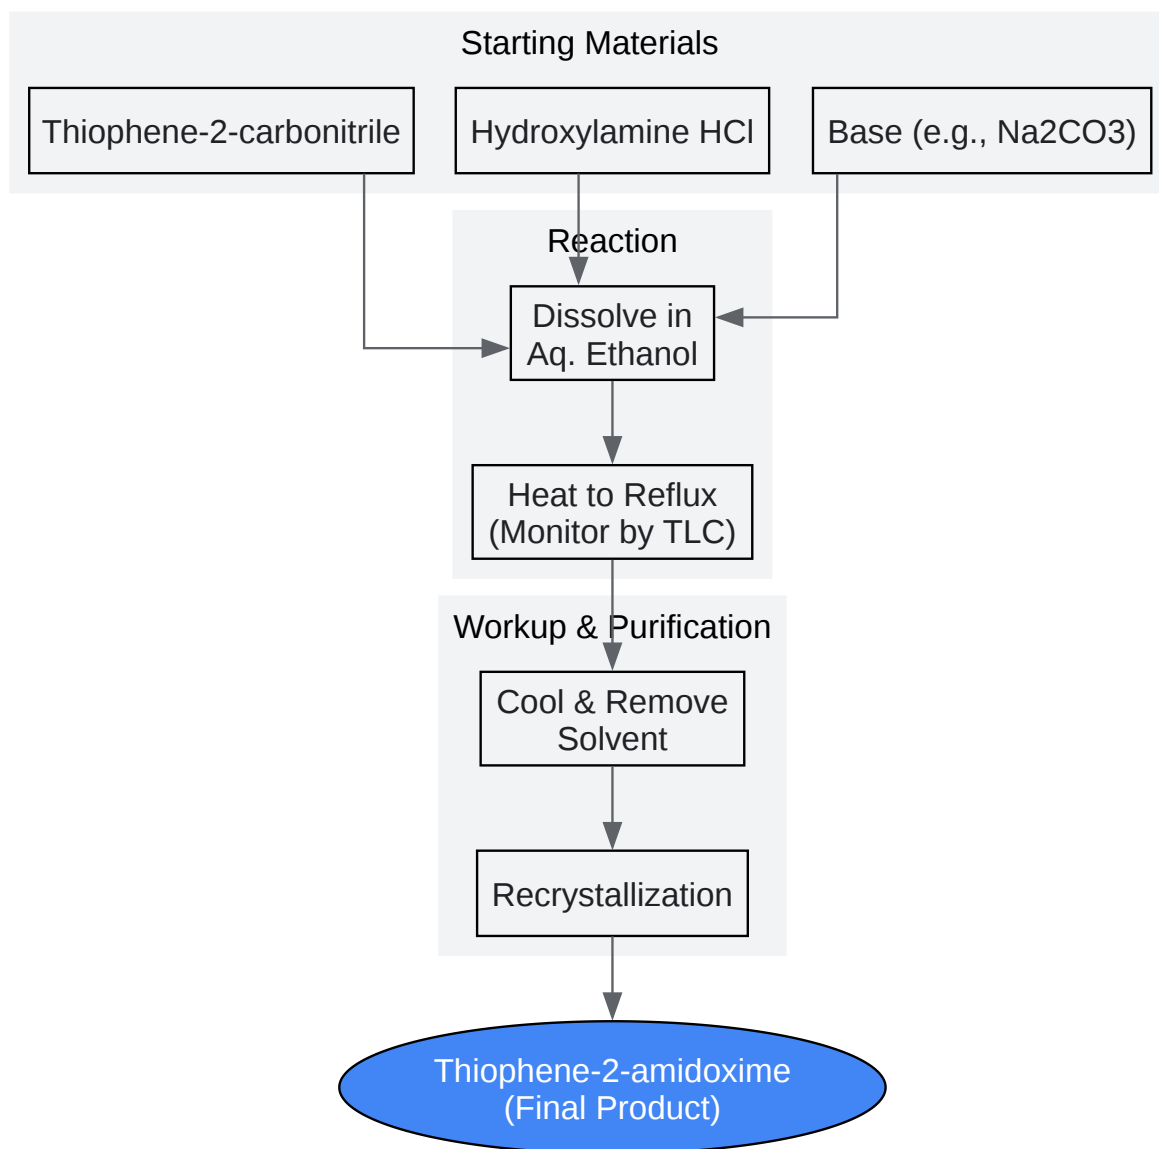 Starting Materials
Thiophene-2-carbonitrile
Hydroxylamine HCl
Base (e.g., Na2CO3)
Reaction
Dissolve in
Aq. Ethanol
Heat to Reflux
(Monitor by TLC)
Workup & Purification
Cool & Remove
Solvent
Recrystallization
Thiophene-2-amidoxime
(Final Product)